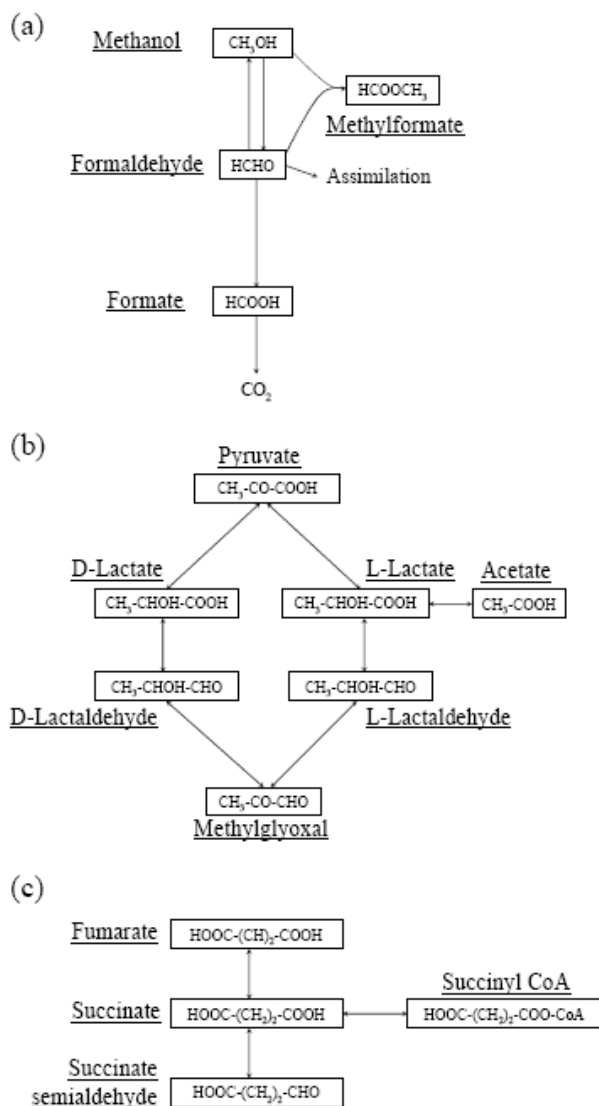 (a)
Methanol
CH₃OH
HCOOCH₃
Methylformate
Formaldehyde
HCHO
Assimilation
Formate
HCOOH
CO₂
(b)
Pyruvate
CH₃-CO-COOH
D-Lactate
L-Lactate
Acetate
CH₃-CHOH-COOH
CH₃-CHOH-COOH
CH₃-COOH
CH₃-CHOH-CHO
CH₃-CHOH-CHO
D-Lactaldehyde
L-Lactaldehyde
CH₃-CO-CHO
Methylglyoxal
(c)
Fumarate
HOOC-(CH)₂-COOH
Succinyl CoA
Succinate
HOOC-(CH₂)₂-COOH
HOOC-(CH₂)₂-COO-CoA
Succinate
semialdehyde
HOOC-(CH₂)₂-CHO